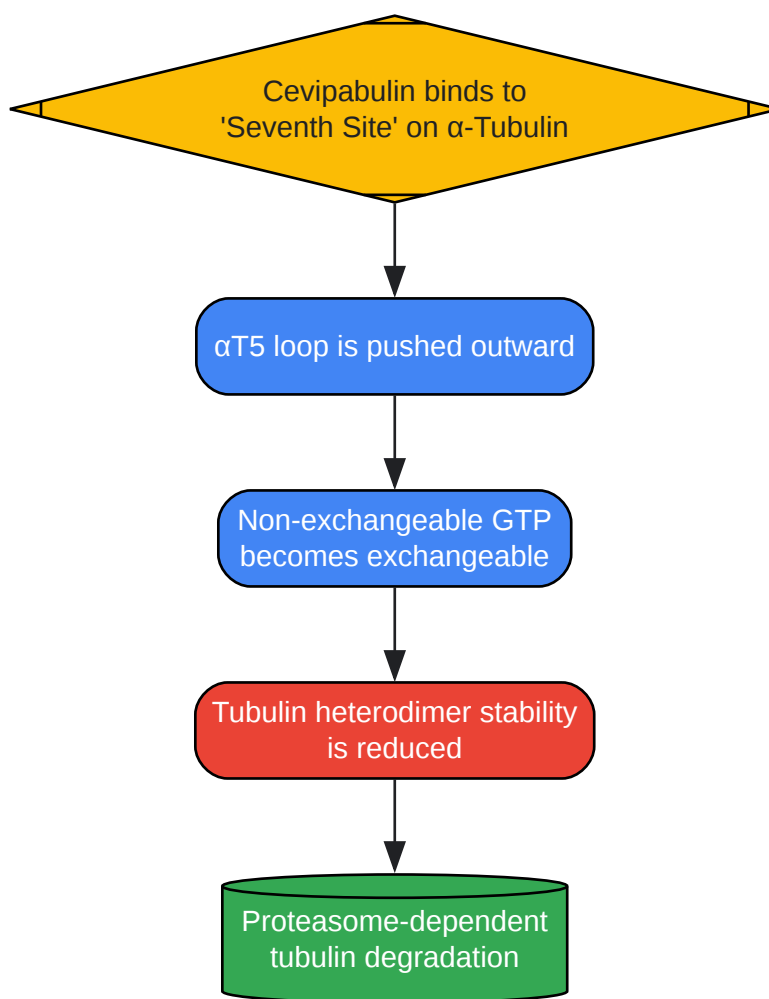 Cevipabulin binds to
'Seventh Site' on α-Tubulin
αT5 loop is pushed outward
Non-exchangeable GTP
becomes exchangeable
Tubulin heterodimer stability
is reduced
Proteasome-dependent
tubulin degradation